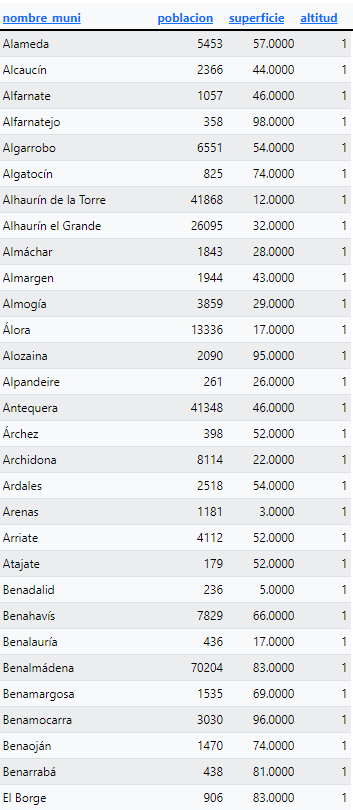 nombre_muni poblacion superficie altitud
Alameda 5453 57.0000 1
Alcaucín 2366 44.0000 1
Alfarnate 1057 46.0000 1
Alfarnatejo 358 98.0000 1
Algarrobo 6551 54.0000 1
Algatocín 825 74.0000 1
Alhaurín de la Torre 41868 12.0000 1
Alhaurín el Grande 26095 32.0000 1
Almáchar 1843 28.0000 1
Almargen 1944 43.0000 1
Almogía 3859 29.0000 1
Álora 13336 17.0000 1
Alozaina 2090 95.0000 1
Alpandeire 261 26.0000 1
Antequera 41348 46.0000 1
Árchez 398 52.0000 1
Archidona 8114 22.0000 1
Ardales 2518 54.0000 1
Arenas 1181 3.0000 1
Arriate 4112 52.0000 1
Atajate 179 52.0000 1
Benadalid 236 5.0000 1
Benahavís 7829 66.0000 1
Benalauría 436 17.0000 1
Benalmádena 70204 83.0000 1
Benamargosa 1535 69.0000 1
Benamocarra 3030 96.0000 1
Benaoján 1470 74.0000 1
Benarrabá 438 81.0000 1
El Borge 906 83.0000 1